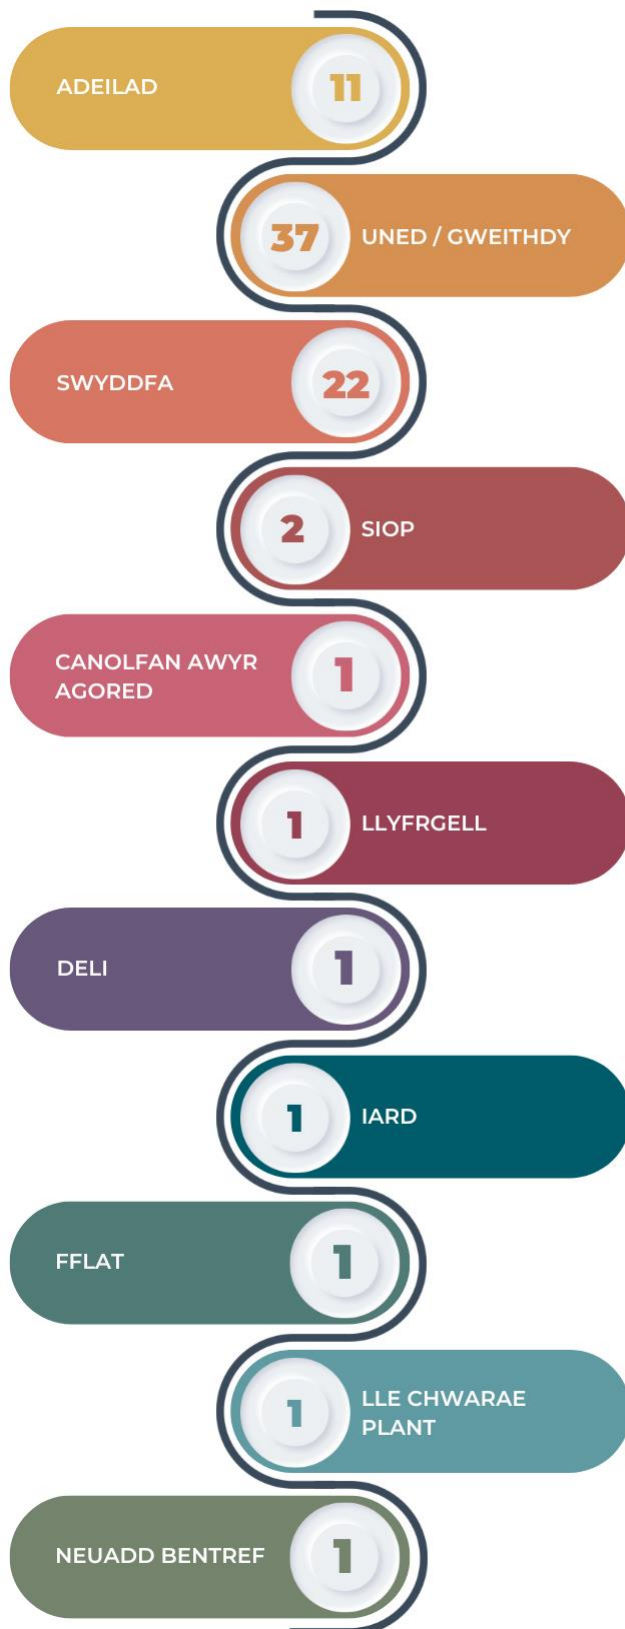 ADEILAD 11
37 UNED / GWEITHDY
SWYDDFA 22
2 SIOP
CANOLFAN AWYR
AGORED 1
1 LLYFRGELL
DELI 1
1 IARD
FFLAT 1
1 LLE CHWARAE
PLANT
NEUADD BENTREF 1